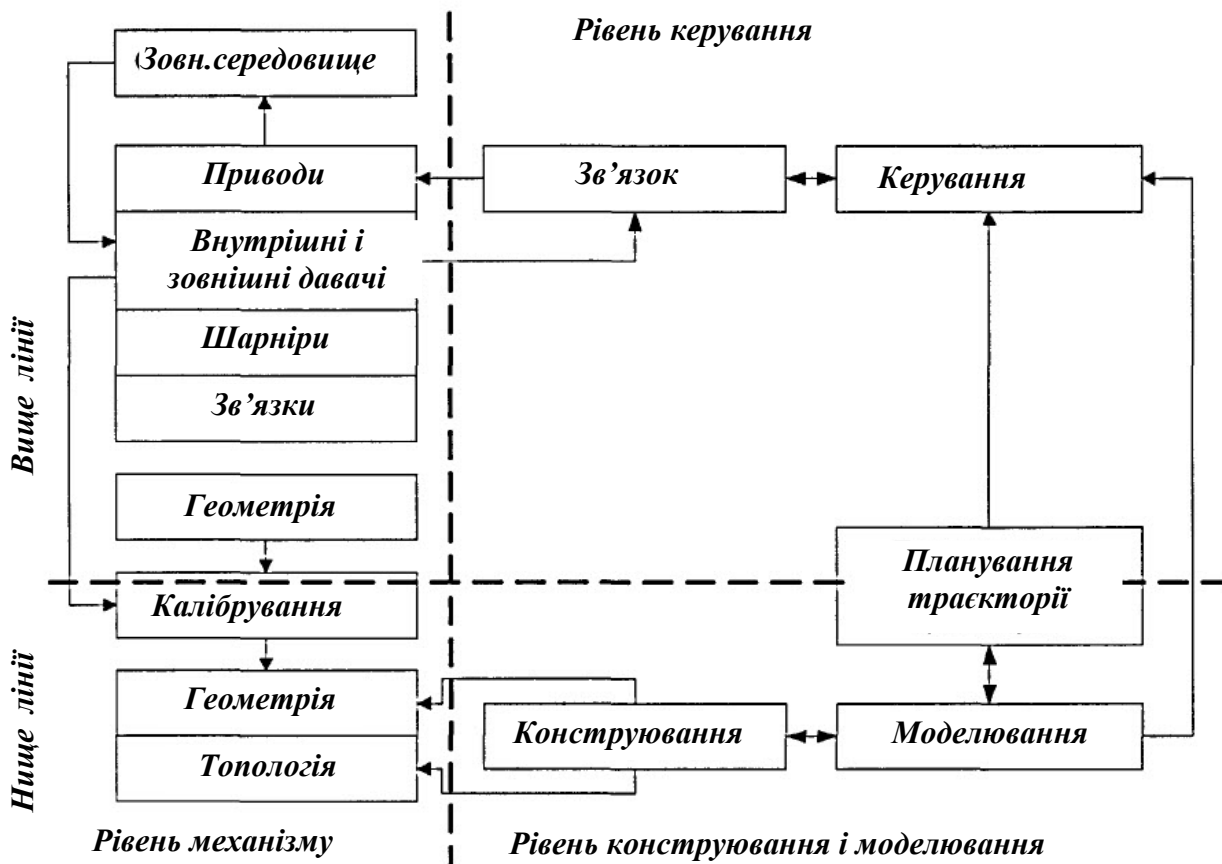 Рівень керування
Зовн.середовище
Приводи
Зв’язок
Керування
Внутрішні і
зовнішні давачі
Шарніри
Зв’язки
Вище лінії
Геометрія
Планування
траєкторії
Калібрування
Геометрія
Топологія
Конструювання
Моделювання
Нище лінії
Рівень механізму
Рівень конструювання і моделювання